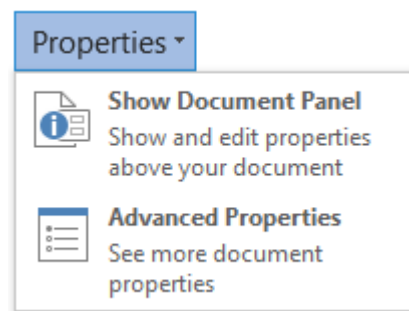 Properties
Show Document Panel
Show and edit properties
above your document
Advanced Properties
See more document
properties